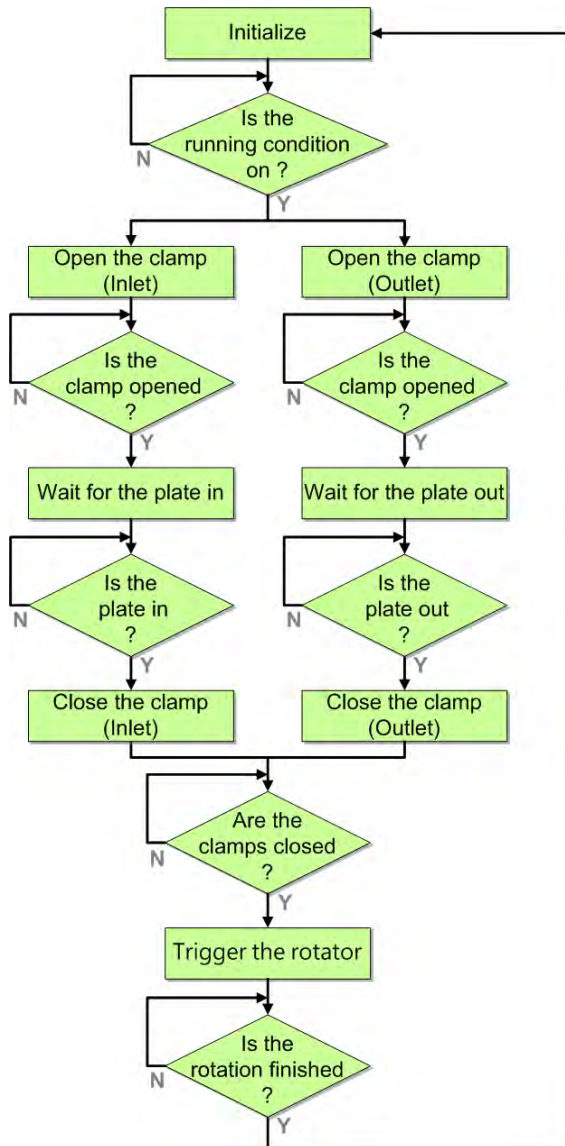 Initialize
Is the
running condition
on ?
N
Y
Open the clamp
(Inlet)
Open the clamp
(Outlet)
Is the
clamp opened
?
N
Y
Is the
clamp opened
?
N
Y
Wait for the plate in
Wait for the plate out
Is the
plate in
?
N
Y
Is the
plate out
?
N
Y
Close the clamp
(Inlet)
Close the clamp
(Outlet)
Are the
clamps closed
?
N
Y
Trigger the rotator
Is the
rotation finished
?
N
Y